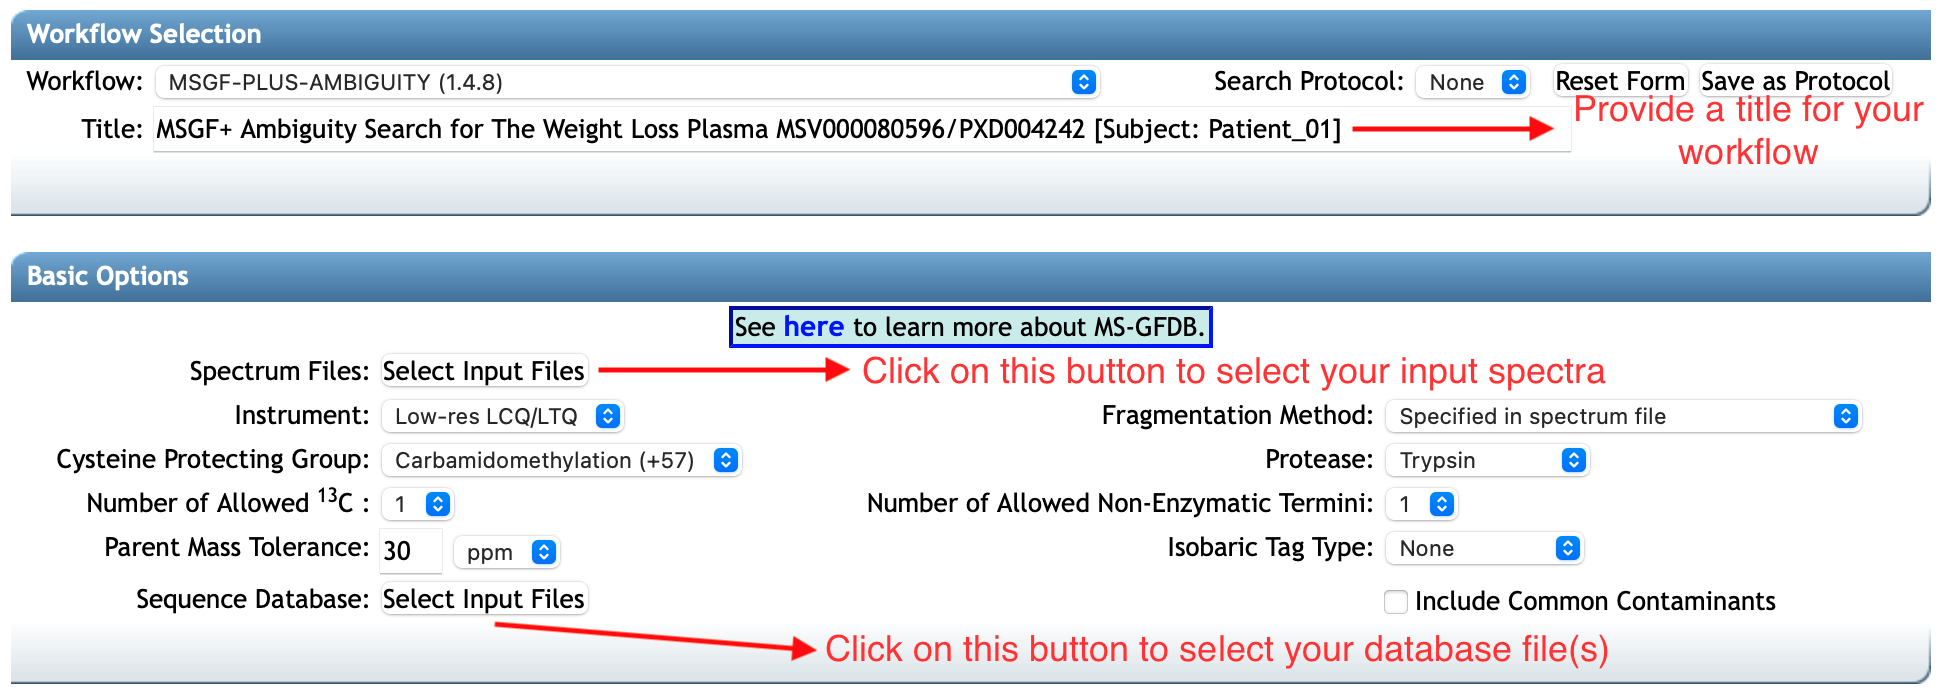 Workflow Selection
Workflow: MSGF-PLUS-AMBIGUITY (1.4.8) Search Protocol: None Reset Form Save as Protocol
Title: MSGF+ Ambiguity Search for The Weight Loss Plasma MSV000080596/PXD004242 [Subject: Patient_01]
Provide a title for your
workflow
Basic Options
See here to learn more about MS-GFDB.
Spectrum Files: Select Input Files Click on this button to select your input spectra
Instrument: Low-res LCQ/LTQ Fragmentation Method: Specified in spectrum file
Cysteine Protecting Group: Carbamidomethylation (+57) Protease: Trypsin
Number of Allowed ¹³C : 1 Number of Allowed Non-Enzymatic Termini: 1
Parent Mass Tolerance: 30 ppm Isobaric Tag Type: None
Sequence Database: Select Input Files Include Common Contaminants
Click on this button to select your database file(s)